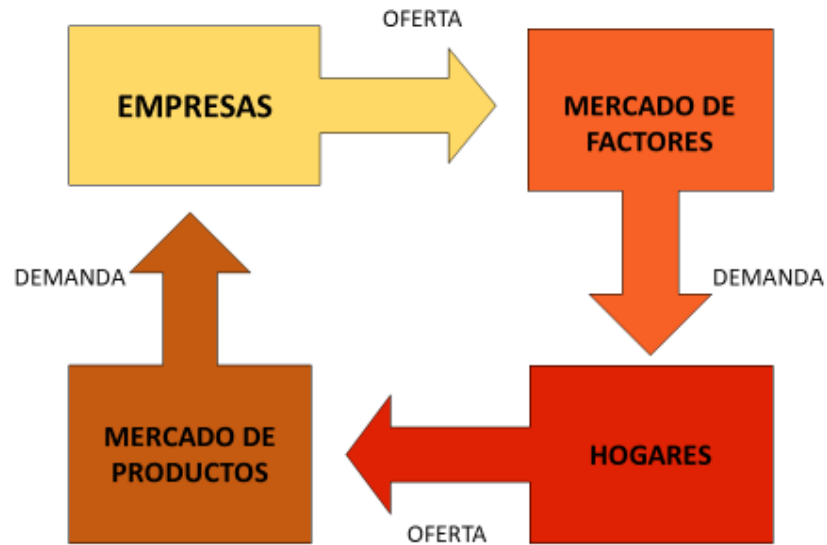 OFERTA
EMPRESAS
MERCADO DE
FACTORES
DEMANDA
DEMANDA
MERCADO DE
PRODUCTOS
HOGARES
OFERTA